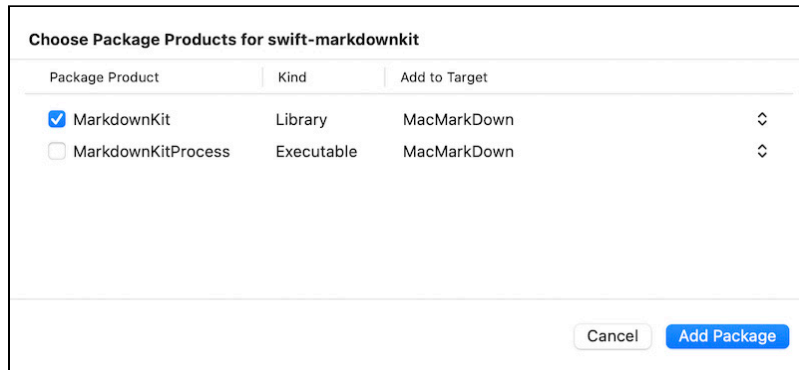 Choose Package Products for swift-markdownkit
Package Product Kind Add to Target
MarkdownKit Library MacMarkDown
MarkdownKitProcess Executable MacMarkDown
Cancel Add Package